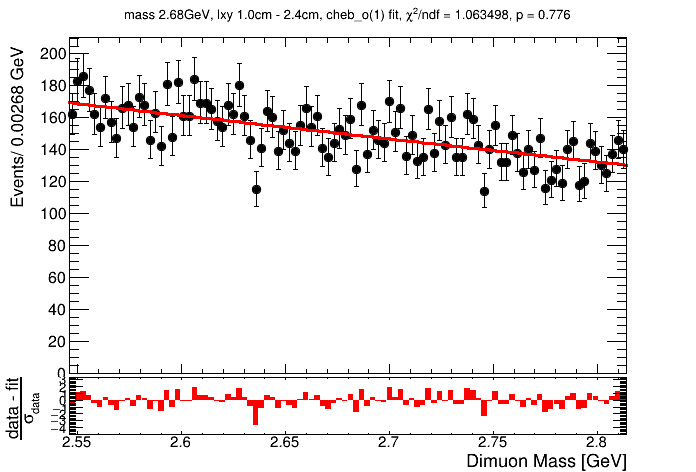 mass 2.68GeV, lxy 1.0cm - 2.4cm, cheb_o(1) fit, χ²/ndf = 1.063498, p = 0.776
Events/ 0.00268 GeV
200
180
160
140
120
100
80
60
40
20
0
data - fit
σdata
2.55 2.6 2.65 2.7 2.75 2.8
Dimuon Mass [GeV]